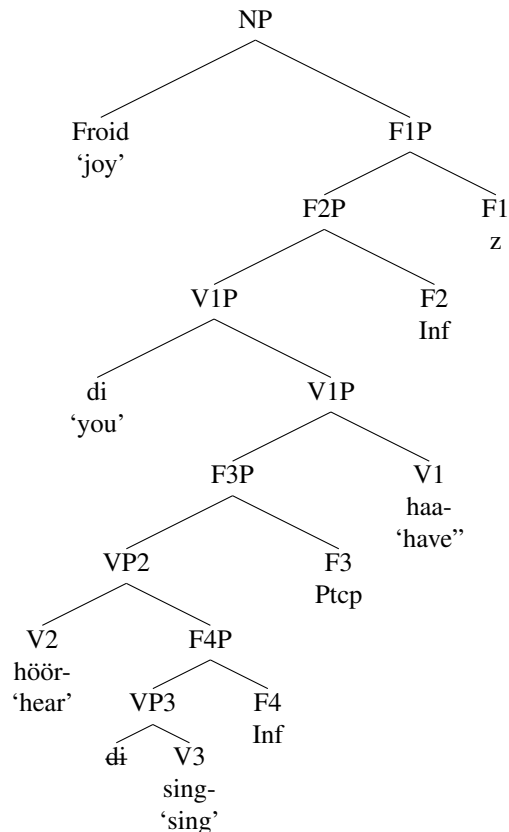 NP
Froid F1P
‘joy’
F2P F1
z
V1P F2
Inf
di V1P
‘you’
F3P V1
haa-
‘have”
VP2 F3
Ptcp
V2 F4P
höör-
‘hear’
VP3 F4
Inf
di V3
sing-
‘sing’